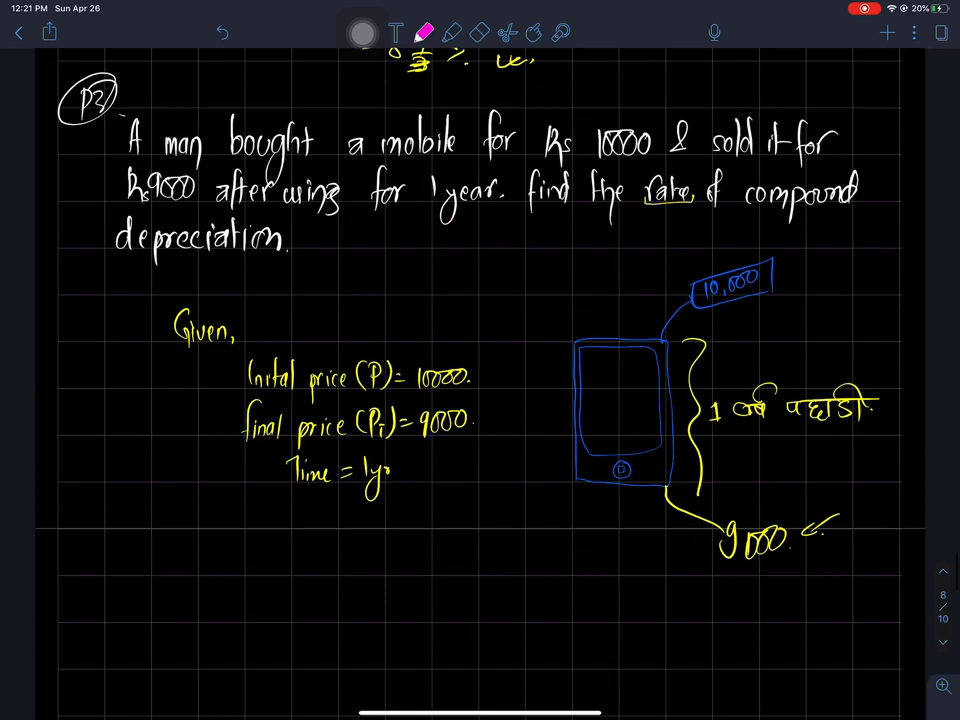 12:21 PM Sun Apr 26
20%
P3
A man bought a mobile for Rs 10000 & sold it for
Rs 9000 after using for 1 year. find the rate of compound
depreciation.
10,000
Given,
Inital price (P) = 10000.
final price (Pi) = 9000.
Time = 1yr
1 वर्ष पछाडी
9000.
8
/
10